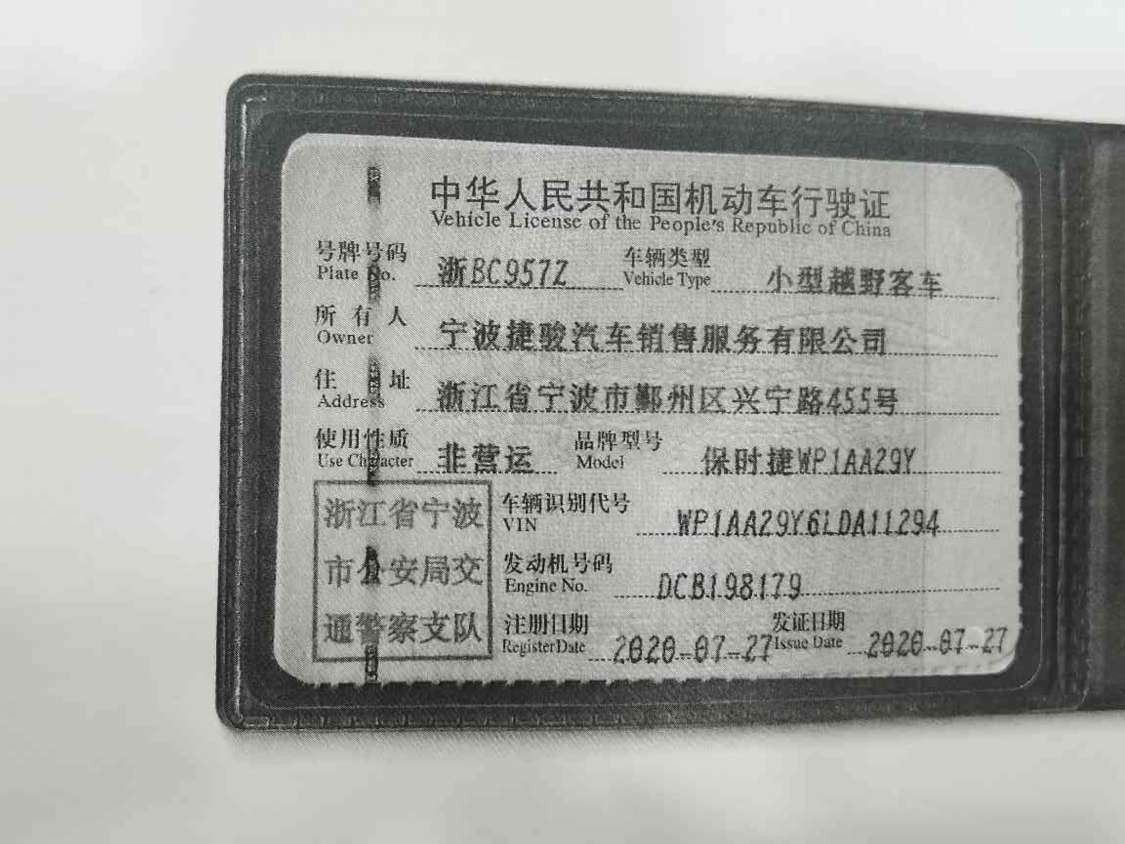 中华人民共和国机动车行驶证
Vehicle License of the People's Republic of China
号牌号码 浙BC957Z 车辆类型 小型越野客车
Plate No. Vehicle Type
所有人 宁波捷骏汽车销售服务有限公司
Owner
住址 浙江省宁波市鄞州区兴宁路455号
Address
使用性质 非营运 品牌型号 保时捷WP1AA29Y
Use Character Model
浙江省宁波
市公安局交
通警察支队
车辆识别代号 WP1AA29Y6LDA11294
VIN
发动机号码 DCB198179
Engine No.
注册日期 2020-07-27 发证日期 2020-07-27
Register Date Issue Date